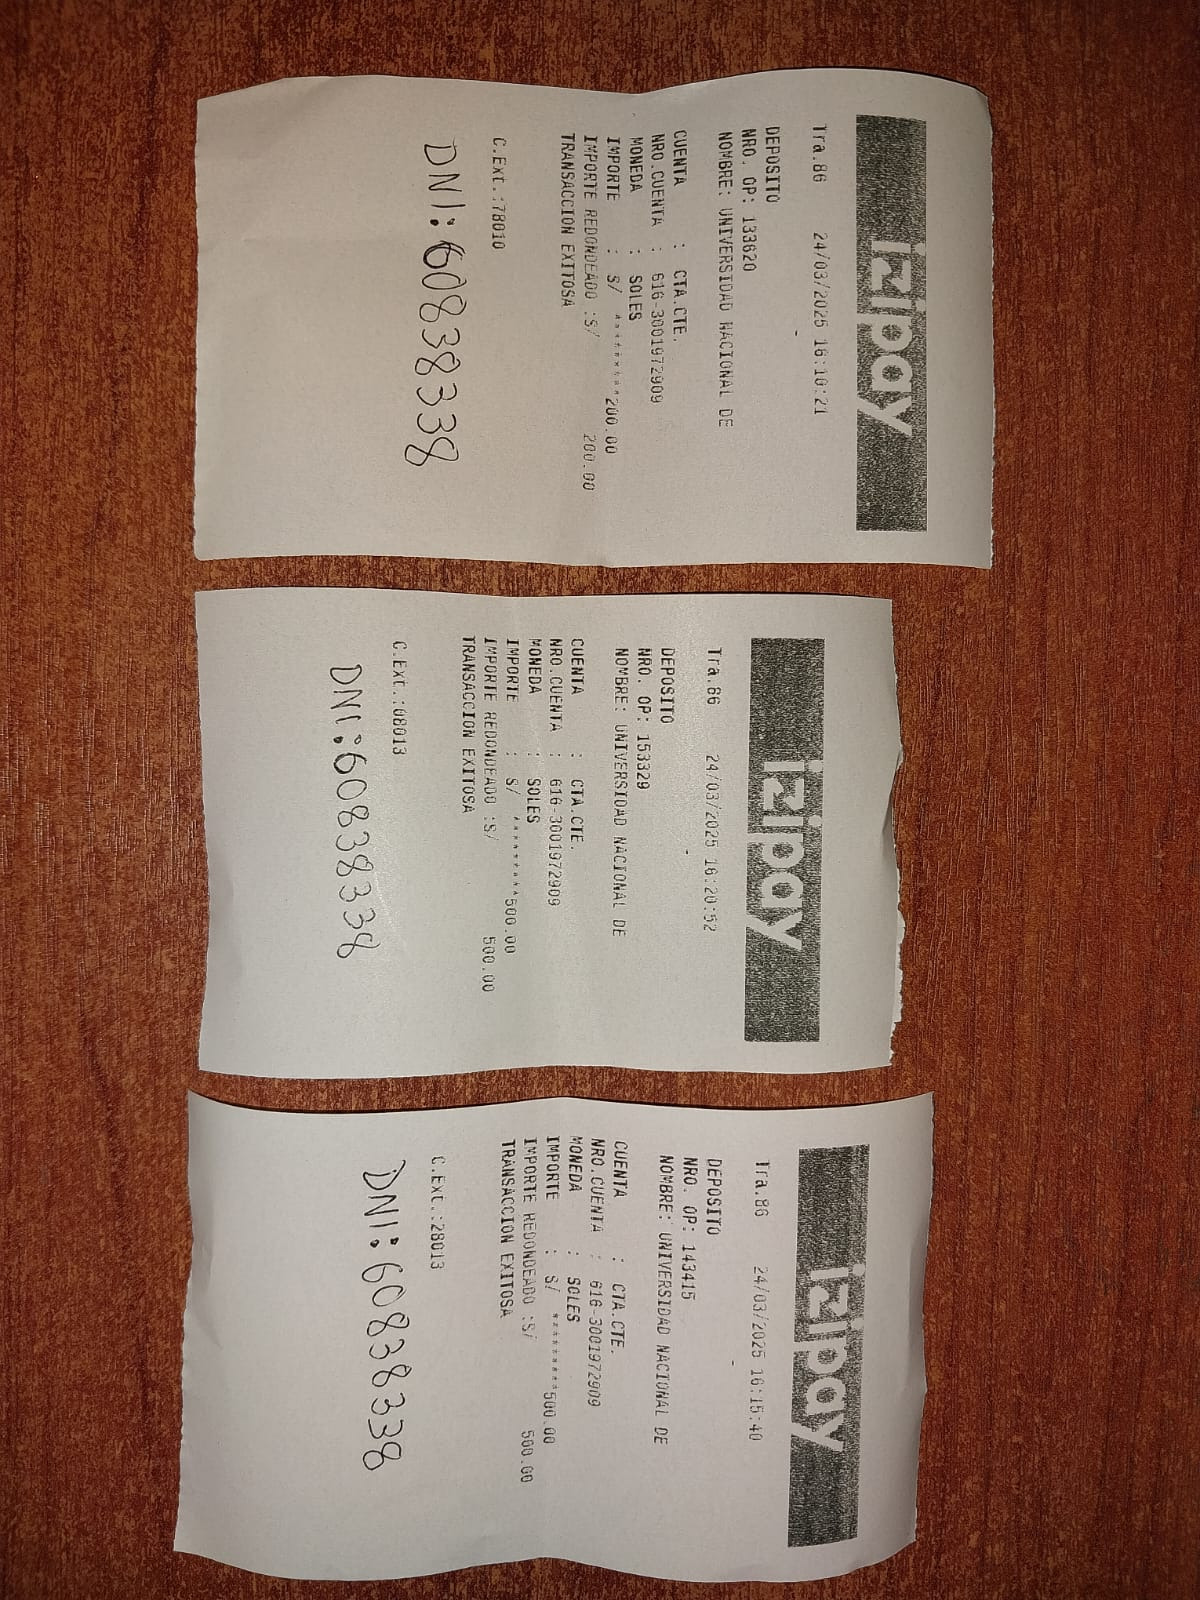 izipay
Tra.86 24/03/2025 16:10:21
DEPOSITO
NRO. OP: 133620
NOMBRE: UNIVERSIDAD NACIONAL DE
CUENTA : CTA.CTE.
NRO.CUENTA : 616-3001972909
MONEDA : SOLES
IMPORTE : S/ *********200.00
IMPORTE REDONDEADO :S/ 200.00
TRANSACCION EXITOSA
C.Ext.:78010
DNI:60838338
izipay
Tra.86 24/03/2025 16:20:52
DEPOSITO
NRO. OP: 153329
NOMBRE: UNIVERSIDAD NACIONAL DE
CUENTA : CTA.CTE.
NRO.CUENTA : 616-3001972909
MONEDA : SOLES
IMPORTE : S/ *********500.00
IMPORTE REDONDEADO :S/ 500.00
TRANSACCION EXITOSA
C.Ext.:08013
DNI:60838338
izipay
Tra.86 24/03/2025 16:15:40
DEPOSITO
NRO. OP: 143415
NOMBRE: UNIVERSIDAD NACIONAL DE
CUENTA : CTA.CTE.
NRO.CUENTA : 616-3001972909
MONEDA : SOLES
IMPORTE : S/ *********500.00
IMPORTE REDONDEADO :S/ 500.00
TRANSACCION EXITOSA
C.Ext.:28013
DNI:60838338